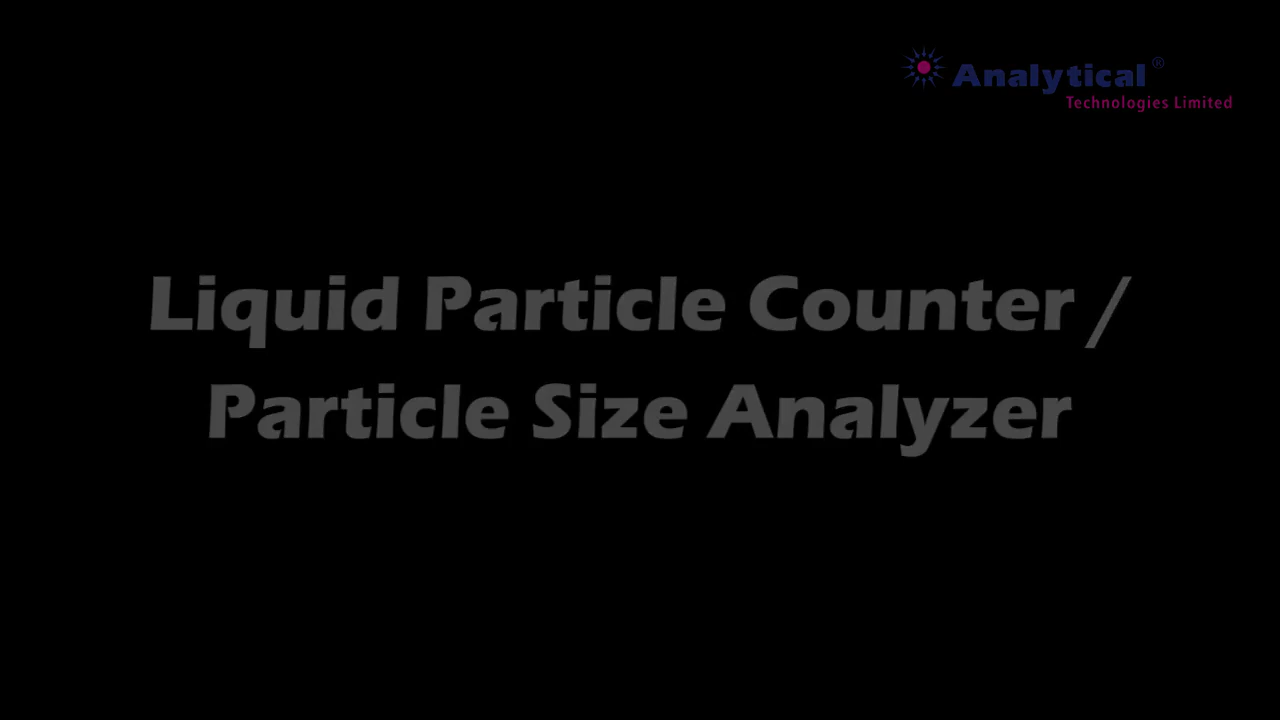 Analytical®
Technologies Limited
Liquid Particle Counter /
Particle Size Analyzer